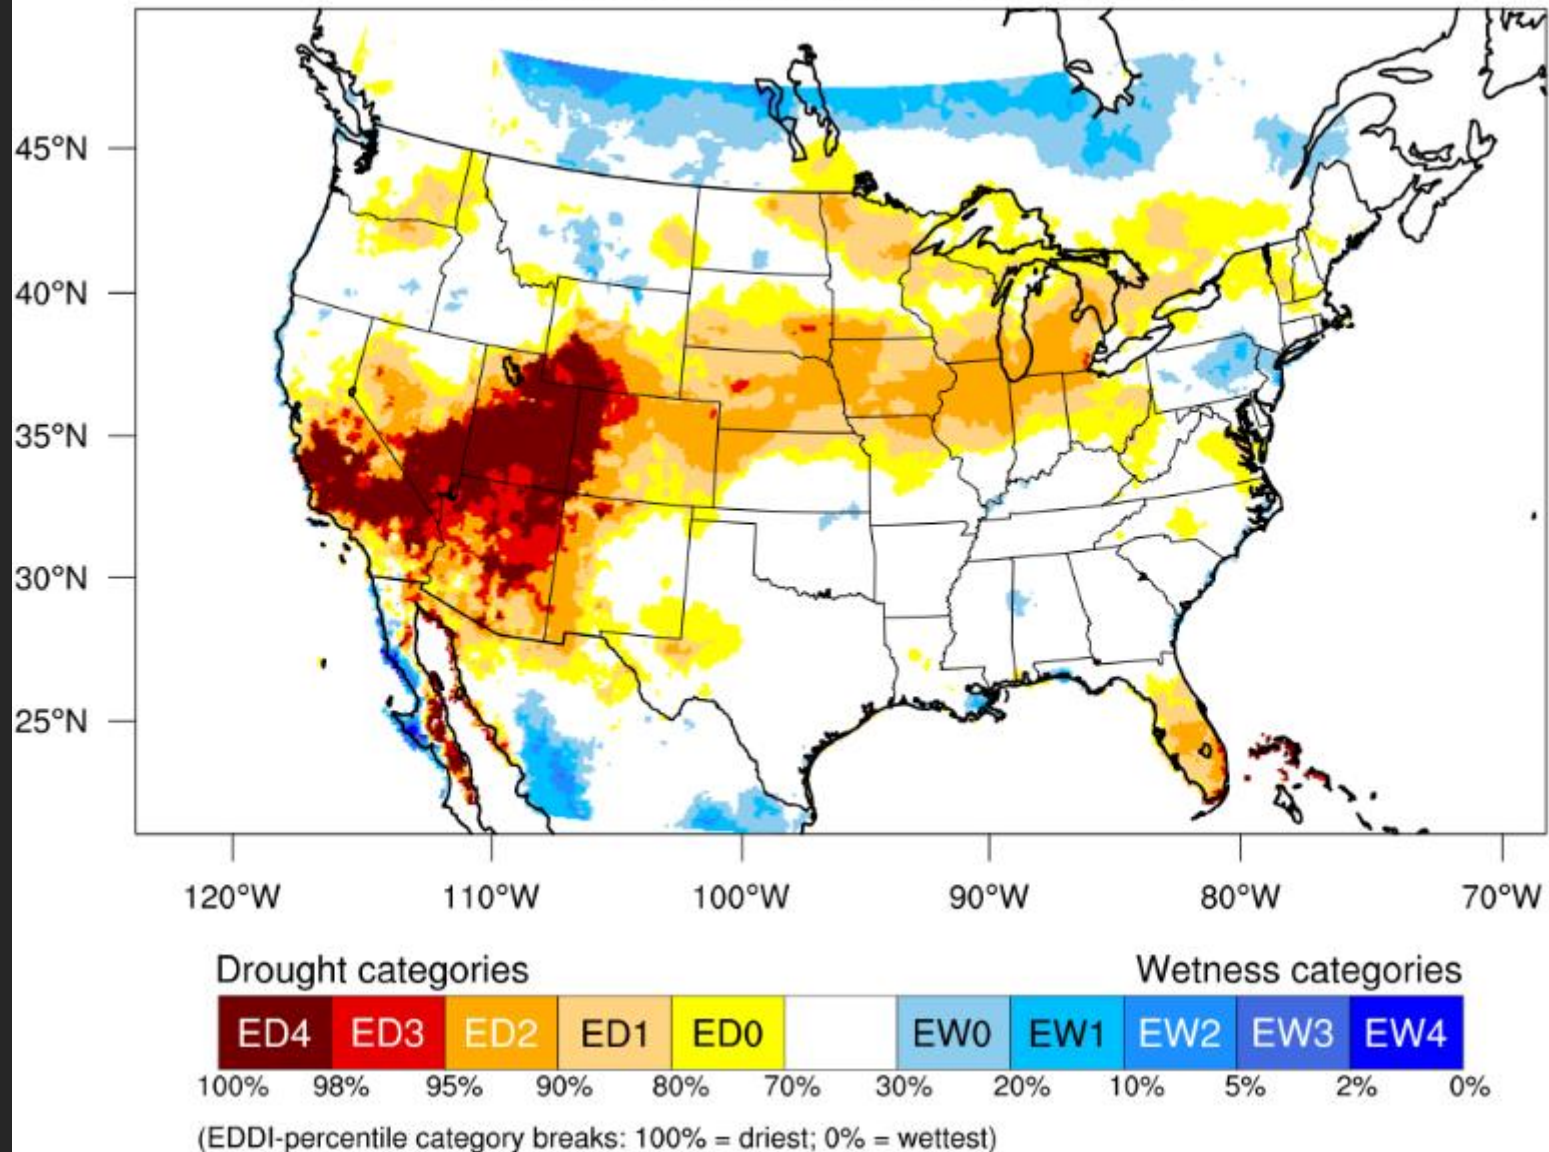 45°N
40°N
35°N
30°N
25°N
120°W 110°W 100°W 90°W 80°W 70°W
Drought categories Wetness categories
ED4 ED3 ED2 ED1 ED0 EW0 EW1 EW2 EW3 EW4
100% 98% 95% 90% 80% 70% 30% 20% 10% 5% 2% 0%
(EDDI-percentile category breaks: 100% = driest; 0% = wettest)